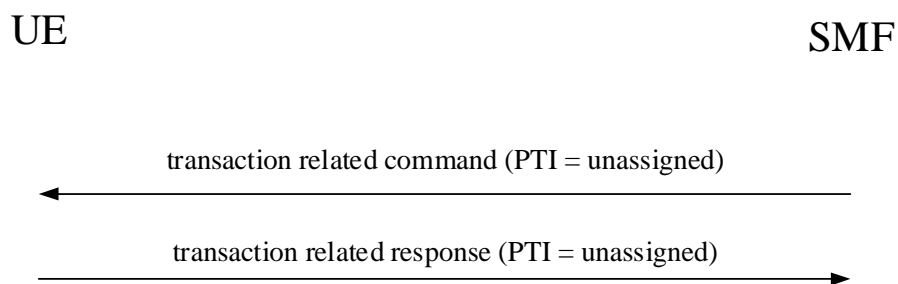 UE
SMF
transaction related command (PTI = unassigned)
transaction related response (PTI = unassigned)